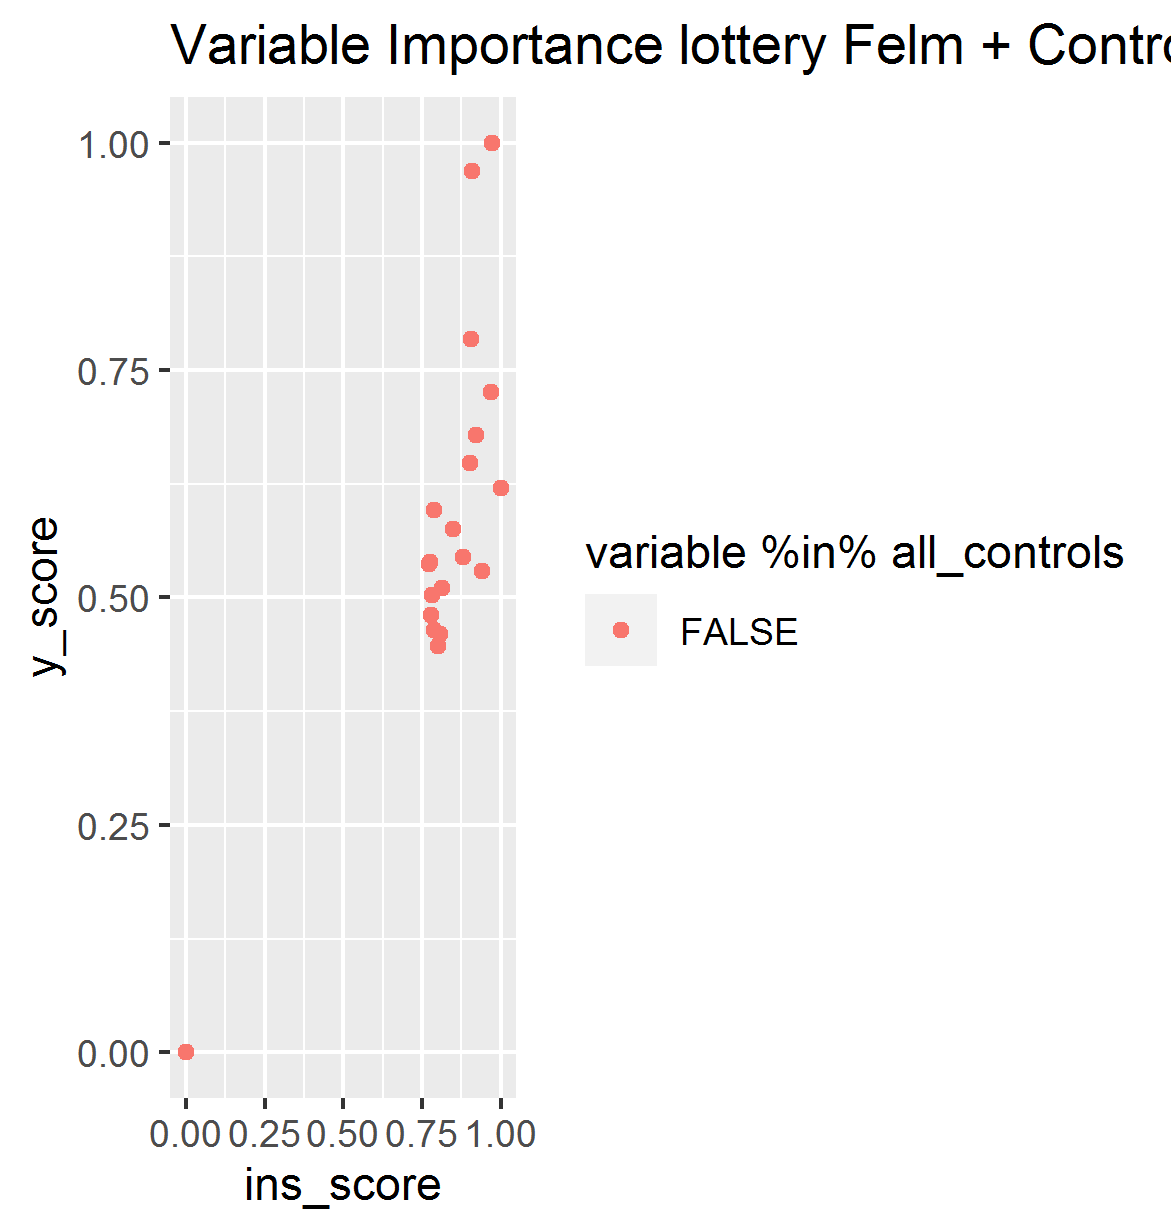 Variable Importance lottery Felm + Contro
1.00
0.75
0.50
0.25
0.00
y_score
0.00 0.25 0.50 0.75 1.00
ins_score
variable %in% all_controls
FALSE